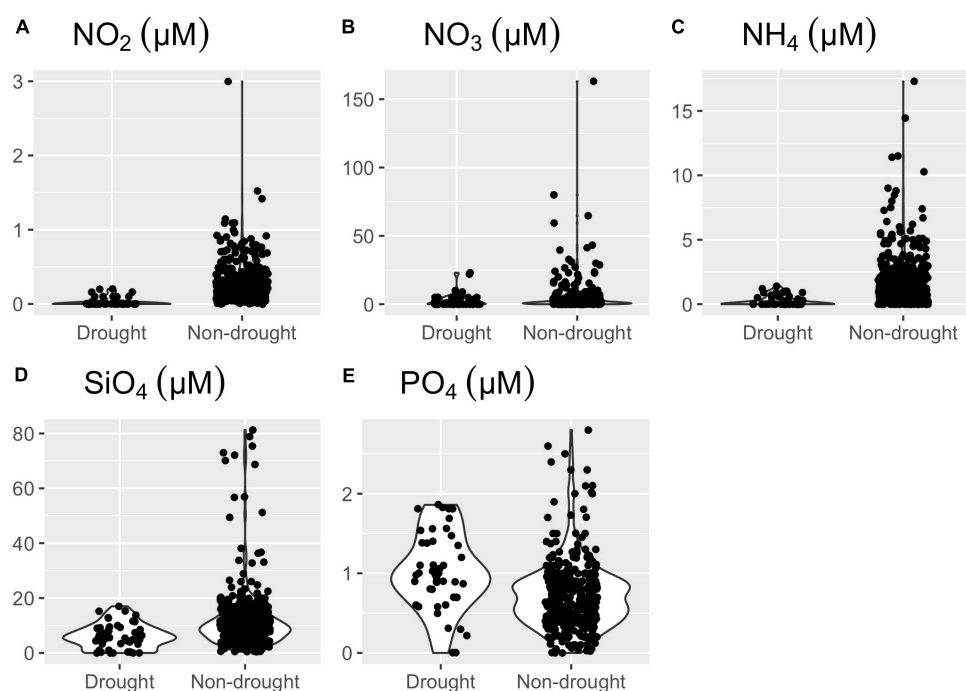 A NO₂ (µM)
3
2
1
0
Drought Non-drought
B NO₃ (µM)
150
100
50
0
Drought Non-drought
C NH₄ (µM)
15
10
5
0
Drought Non-drought
D SiO₄ (µM)
80
60
40
20
0
Drought Non-drought
E PO₄ (µM)
2
1
0
Drought Non-drought